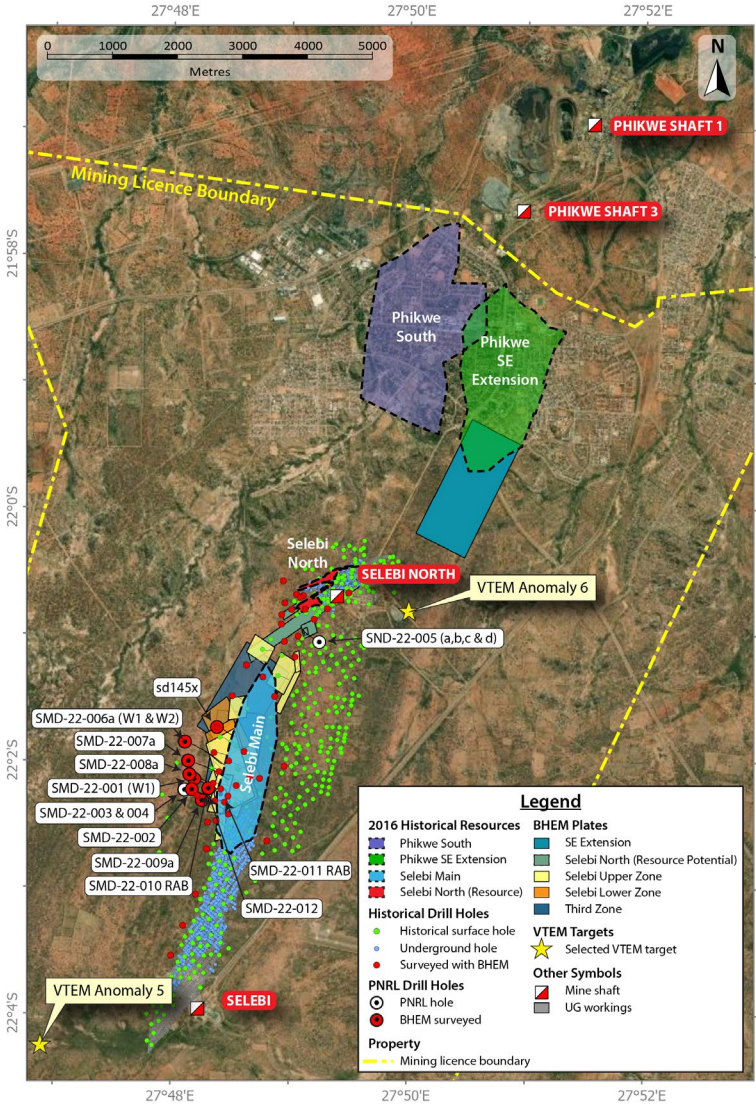 27°48'E
27°50'E
27°52'E
0 1000 2000 3000 4000 5000
Metres
N
PHIKWE SHAFT 1
Mining Licence Boundary
PHIKWE SHAFT 3
21°58'S
Phikwe
South
Phikwe
SE
Extension
22°0'S
Selebi
North
SELEBI NORTH
VTEM Anomaly 6
SND-22-005 (a,b,c & d)
sd145x
SMD-22-006a (W1 & W2)
SMD-22-007a
SMD-22-008a
SMD-22-001 (W1)
SMD-22-003 & 004
SMD-22-002
SMD-22-009a
SMD-22-010 RAB
SMD-22-011 RAB
SMD-22-012
Selebi Main
22°2'S
VTEM Anomaly 5
SELEBI
22°4'S
Legend
2016 Historical Resources
Phikwe South
Phikwe SE Extension
Selebi Main
Selebi North (Resource)
Historical Drill Holes
Historical surface hole
Underground hole
Surveyed with BHEM
PNRL Drill Holes
PNRL hole
BHEM surveyed
Property
Mining licence boundary
BHEM Plates
SE Extension
Selebi North (Resource Potential)
Selebi Upper Zone
Selebi Lower Zone
Third Zone
VTEM Targets
Selected VTEM target
Other Symbols
Mine shaft
UG workings
27°48'E
27°50'E
27°52'E